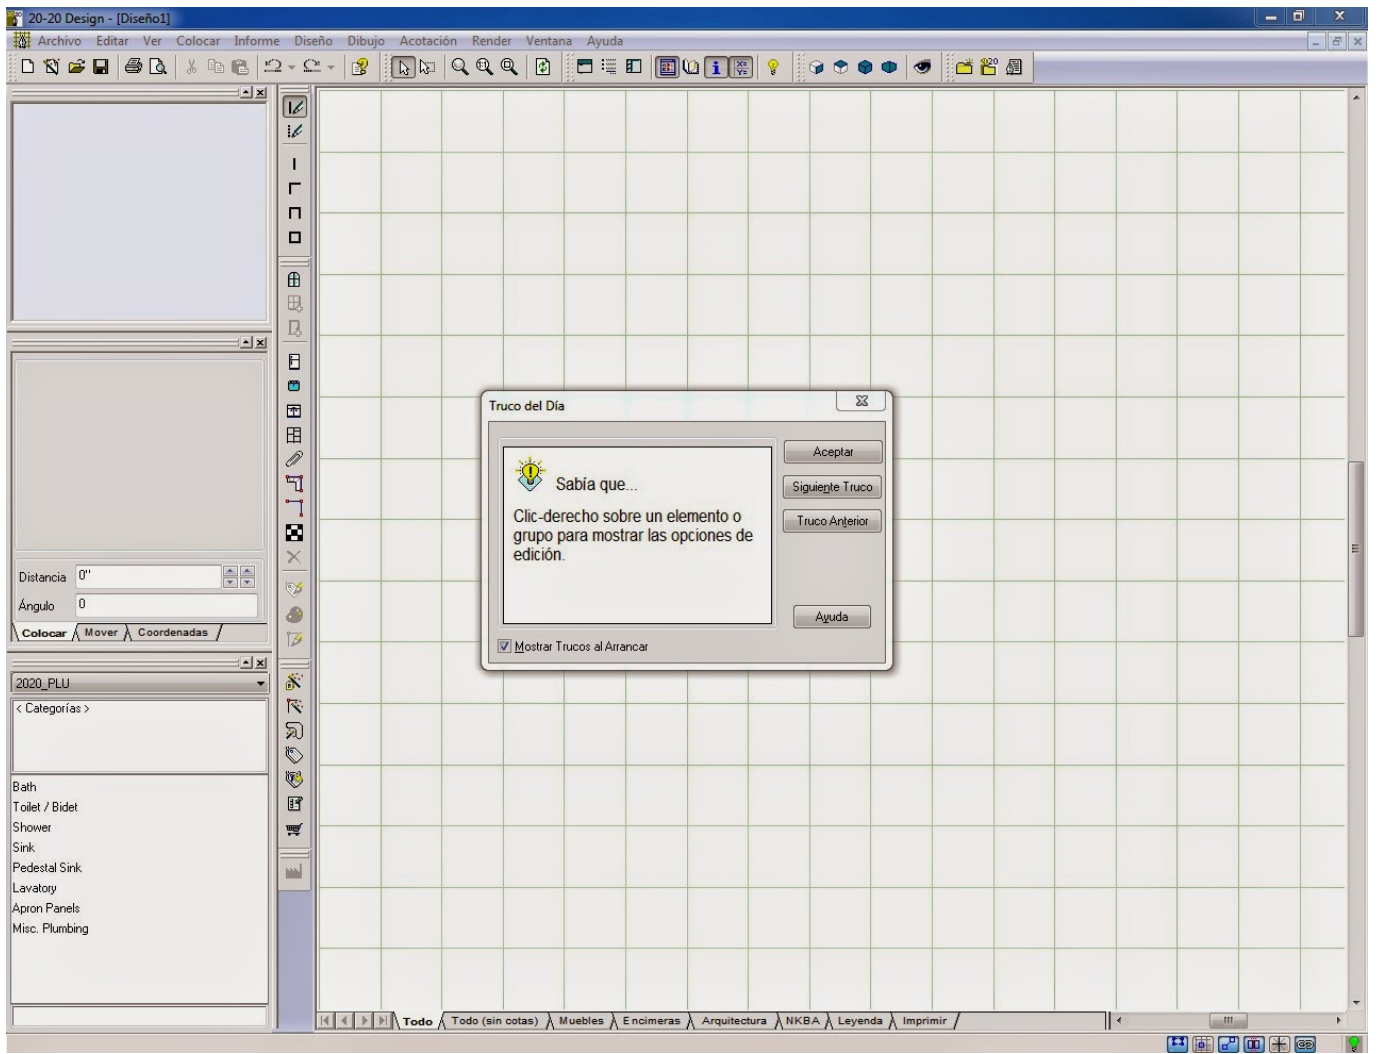 20-20 Design - [Diseño1]
Archivo Editar Ver Colocar Informe Diseño Dibujo Acotación Render Ventana Ayuda
Distancia 0"
Ángulo 0
Colocar Mover Coordenadas
2020_PLU
< Categorías >
Bath
Toilet / Bidet
Shower
Sink
Pedestal Sink
Lavatory
Apron Panels
Misc. Plumbing
Truco del Día
Sabía que...
Clic-derecho sobre un elemento o
grupo para mostrar las opciones de
edición.
Aceptar
Siguiente Truco
Truco Anterior
Ayuda
Mostrar Trucos al Arrancar
Todo Todo (sin cotas) Muebles Encimeras Arquitectura NKBA Leyenda Imprimir